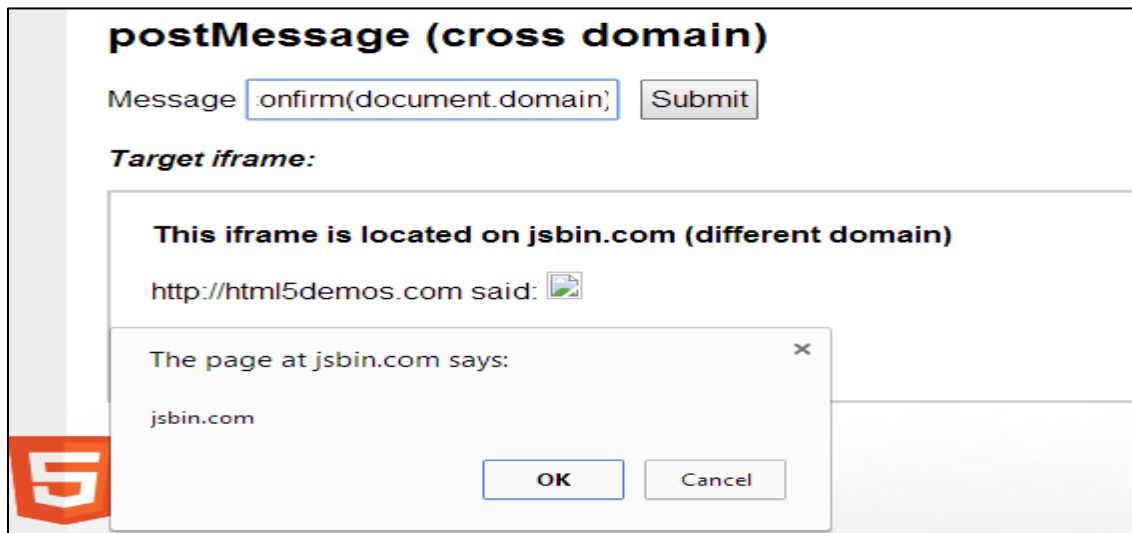 postMessage (cross domain)
Message :onfirm(document.domain) Submit
Target iframe:
This iframe is located on jsbin.com (different domain)
http://html5demos.com said:
The page at jsbin.com says:
jsbin.com
OK Cancel
5